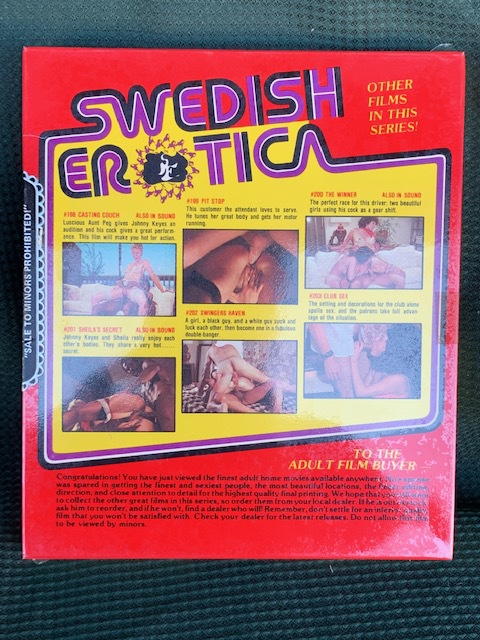 SWEDISH
EROTICA
SF
OTHER
FILMS
IN THIS
SERIES!
"SALE TO MINORS PROHIBITED!"
#198 CASTING COUCH ALSO IN SOUND
Luscious Aunt Peg gives Johnny Keyes an
audition and his cock gives a great perform-
ance. This film will make you hot for action.
#199 PIT STOP
This customer the attendant loves to serve.
He tunes her great body and gets her motor
running.
#200 THE WINNER ALSO IN SOUND
The perfect race for this driver; two beautiful
girls using his cock as a gear shift.
#201 SHEILA'S SECRET ALSO IN SOUND
Johnny Keyes and Sheila really enjoy each
other's bodies. They share a very hot
secret.
#202 SWINGERS HAVEN
A girl, a black guy, and a white guy suck and
fuck each other, then become one in a fabulous
double-banger.
CLUB SEX
The setting and decorations for the club alone
spells sex, and the patrons take full advan-
tage of the situation.
TO THE
ADULT FILM BUYER
Congratulations! You have just viewed the finest adult home movies available anywhere.
was spared in getting the finest and sexiest people, the most beautiful locations, the
direction, and close attention to detail for the highest quality final printing. We hope that
to collect the other great films in this series, so order them from your local dealer. If he
ask him to reorder, and if he won't, find a dealer who will! Remember, don't settle for an inferior
film that you won't be satisfied with. Check your dealer for the latest releases. Do not allow this film
to be viewed by minors.